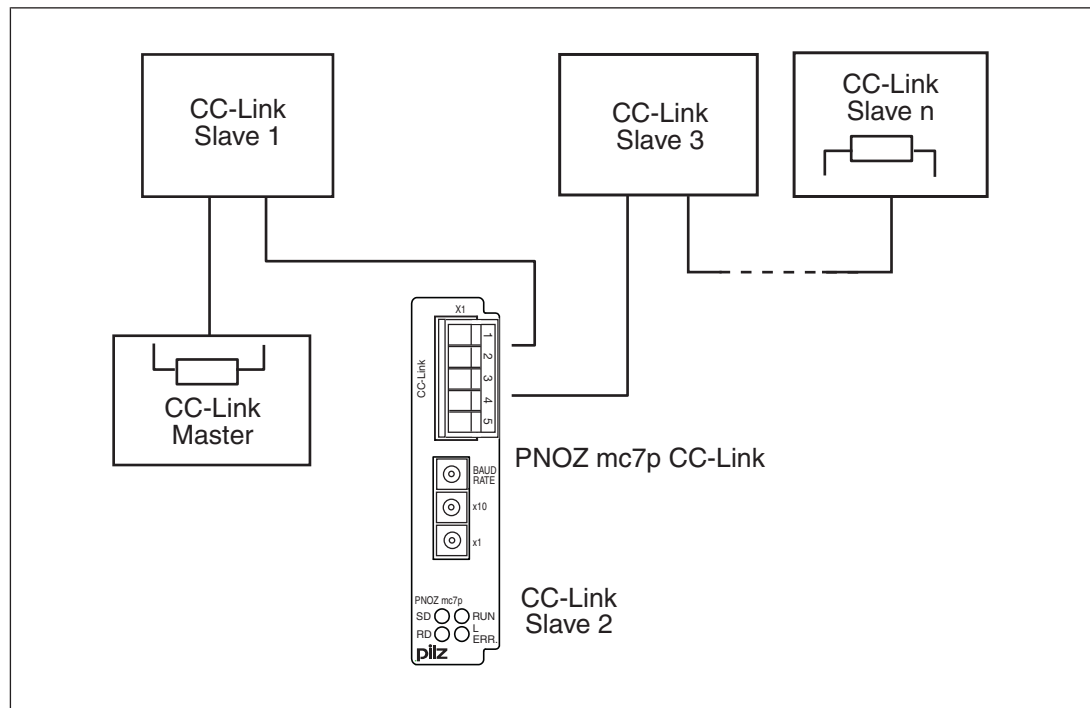 CC-Link
Slave 1
CC-Link
Slave 3
CC-Link
Slave n
CC-Link
Master
X1
CC-Link
1
2
3
4
5
PNOZ mc7p CC-Link
BAUD
RATE
x10
x1
CC-Link
Slave 2
PNOZ mc7p
SD RUN
RD L
ERR.
pilz